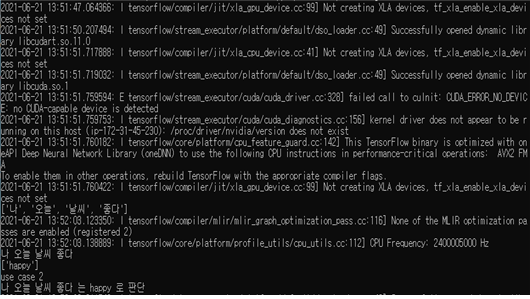 2021-06-21 13:51:47.064366: I tensorflow/compiler/jit/xla_gpu_device.cc:99] Not creating XLA devices, tf_xla_enable_xla_devi
ces not set
2021-06-21 13:51:50.207494: I tensorflow/stream_executor/platform/default/dso_loader.cc:49] Successfully opened dynamic libr
ary libcudart.so.11.0
2021-06-21 13:51:51.717888: I tensorflow/compiler/jit/xla_cpu_device.cc:41] Not creating XLA devices, tf_xla_enable_xla_devi
ces not set
2021-06-21 13:51:51.719032: I tensorflow/stream_executor/platform/default/dso_loader.cc:49] Successfully opened dynamic libr
ary libcuda.so.1
2021-06-21 13:51:51.759594: E tensorflow/stream_executor/cuda/cuda_driver.cc:328] failed call to cuInit: CUDA_ERROR_NO_DEVIC
E: no CUDA-capable device is detected
2021-06-21 13:51:51.759753: I tensorflow/stream_executor/cuda/cuda_diagnostics.cc:156] kernel driver does not appear to be r
unning on this host (ip-172-31-45-230): /proc/driver/nvidia/version does not exist
2021-06-21 13:51:51.760182: I tensorflow/core/platform/cpu_feature_guard.cc:142] This TensorFlow binary is optimized with on
eAPI Deep Neural Network Library (oneDNN) to use the following CPU instructions in performance-critical operations:  AVX2 FM
A
To enable them in other operations, rebuild TensorFlow with the appropriate compiler flags.
2021-06-21 13:51:51.760422: I tensorflow/compiler/jit/xla_gpu_device.cc:99] Not creating XLA devices, tf_xla_enable_xla_devi
ces not set
['나', '오늘', '날씨', '좋다']
2021-06-21 13:52:03.123350: I tensorflow/compiler/mlir/mlir_graph_optimization_pass.cc:116] None of the MLIR optimization pa
sses are enabled (registered 2)
2021-06-21 13:52:03.138889: I tensorflow/core/platform/profile_utils/cpu_utils.cc:112] CPU Frequency: 2400005000 Hz
나 오늘 날씨 좋다
['happy']
use case 2
나 오늘 날씨 좋다 는 happy 로 판단